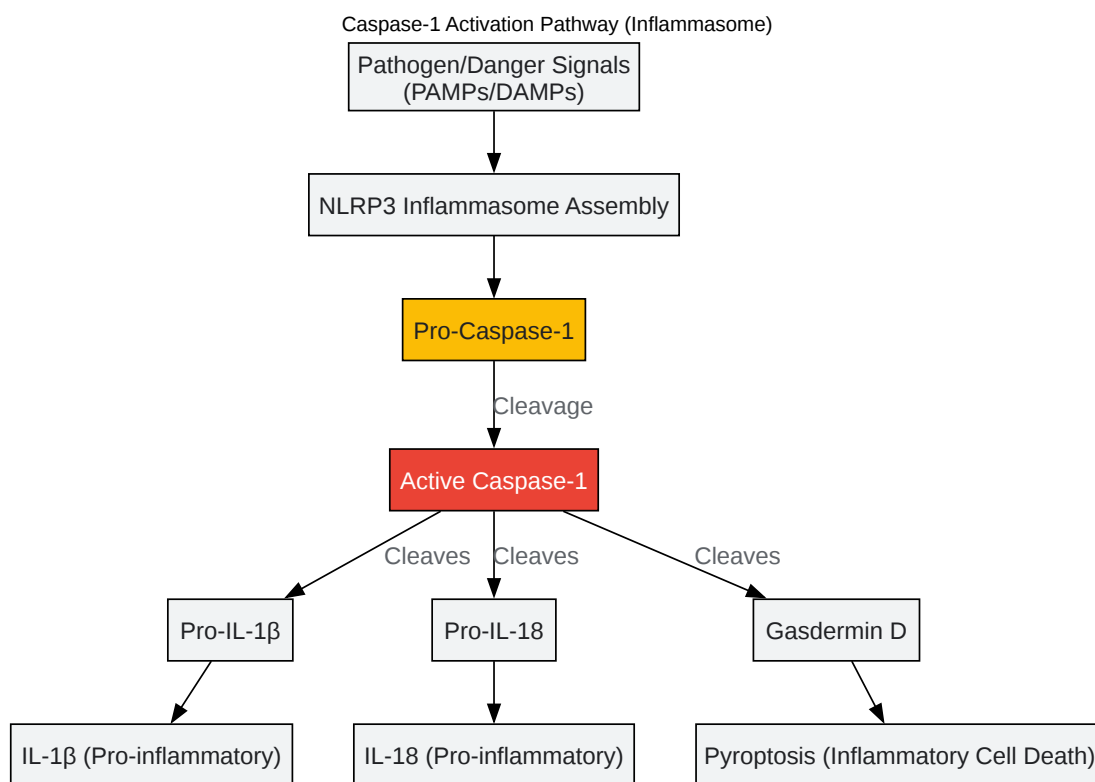 Caspase-1 Activation Pathway (Inflammasome)
Pathogen/Danger Signals
(PAMPs/DAMPs)
NLRP3 Inflammasome Assembly
Pro-Caspase-1
Cleavage
Active Caspase-1
Cleaves
Cleaves
Cleaves
Pro-IL-1β
Pro-IL-18
Gasdermin D
IL-1β (Pro-inflammatory)
IL-18 (Pro-inflammatory)
Pyroptosis (Inflammatory Cell Death)